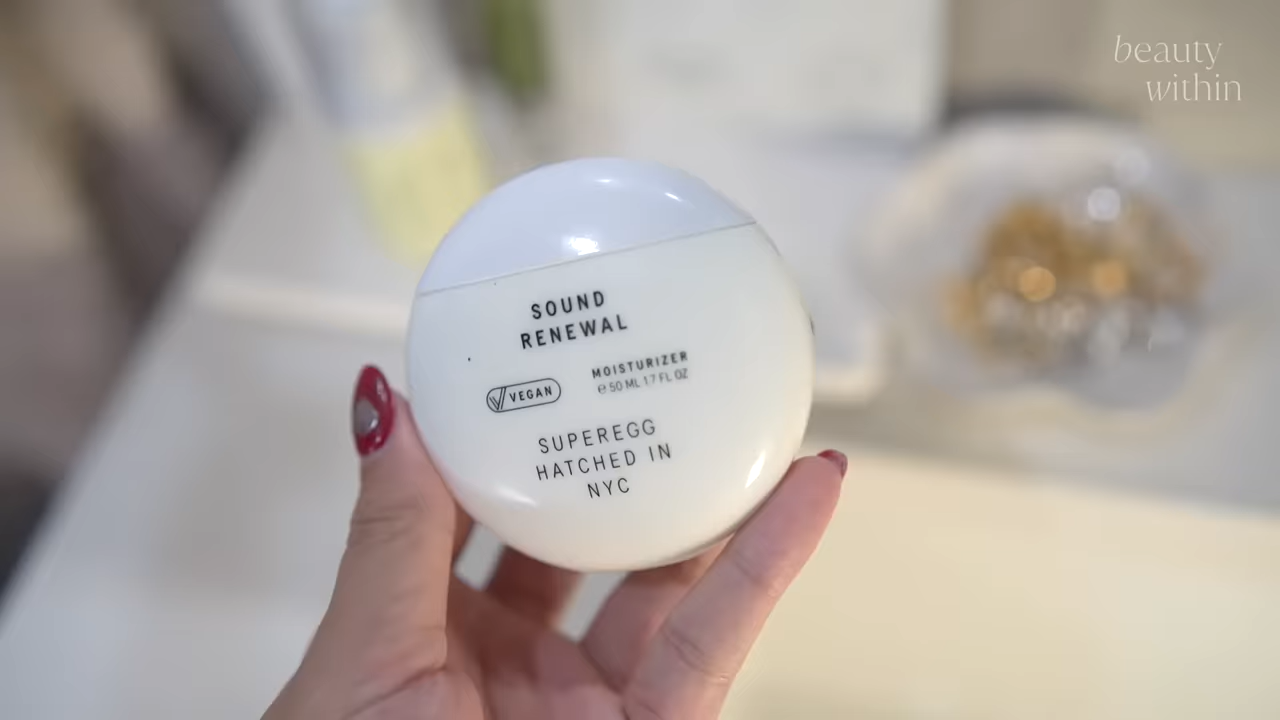 beauty
within
SOUND
RENEWAL
VEGAN
MOISTURIZER
℮ 50 ML 1.7 FL OZ
SUPEREGG
HATCHED IN
NYC